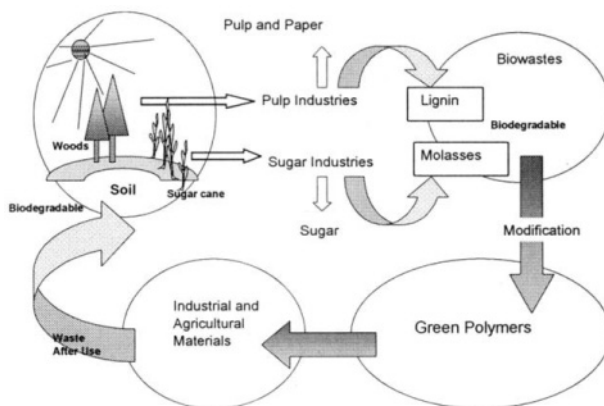 Pulp and Paper
Biowastes
Pulp Industries
Lignin
Biodegradable
Woods
Sugar Industries
Molasses
Soil
Sugar cane
Biodegradable
Sugar
Modification
Industrial and
Agricultural
Materials
Green Polymers
Waste
After Use